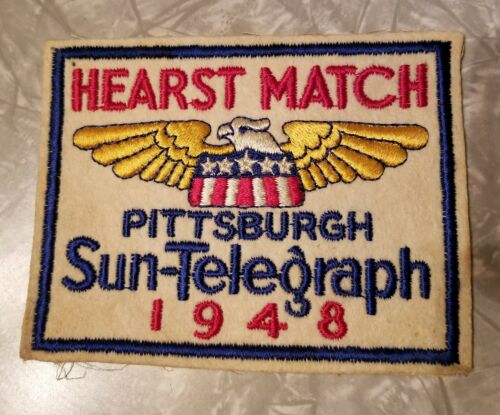 HEARST MATCH
PITTSBURGH
Sun-Telegraph
1948